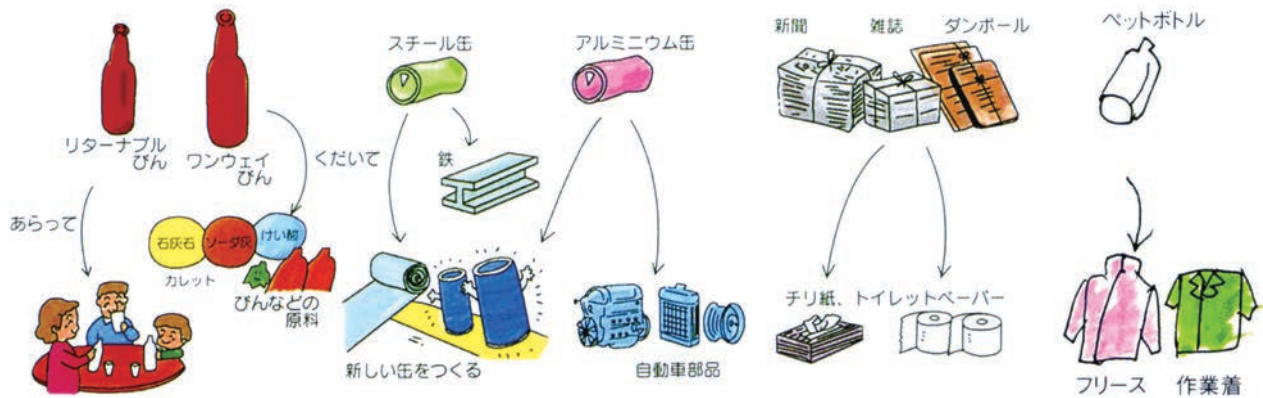 リターナブル
びん
ワンウェイ
びん
あらって
くだいて
石灰石
ソーダ灰
けい砂
カレット
びんなどの
原料
スチール缶
鉄
アルミニウム缶
新しい缶をつくる
自動車部品
新聞
雑誌
ダンボール
チリ紙、トイレットペーパー
ペットボトル
フリース
作業着